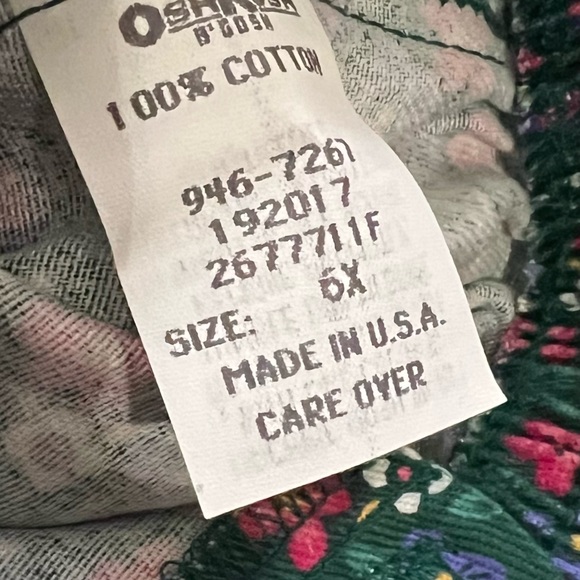 OshKosh
B'GOSH
100% COTTON
946-7261
192017
2677711F
6X
SIZE:
MADE IN U.S.A.
CARE OVER